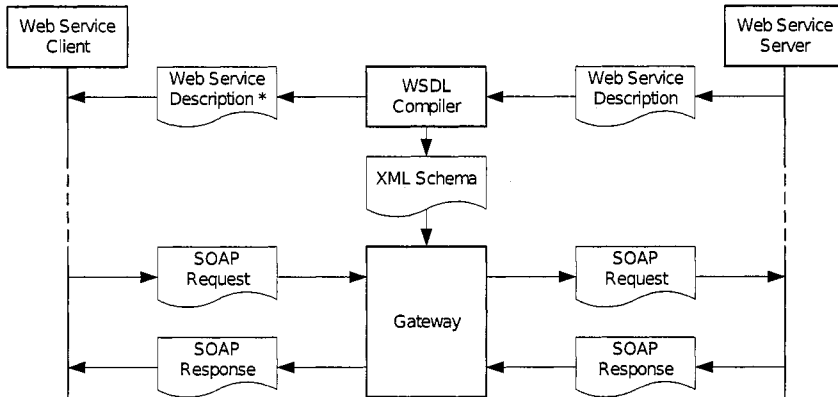 Web Service
Client
Web Service
Server
Web Service
Description *
WSDL
Compiler
Web Service
Description
XML Schema
SOAP
Request
Gateway
SOAP
Request
SOAP
Response
SOAP
Response